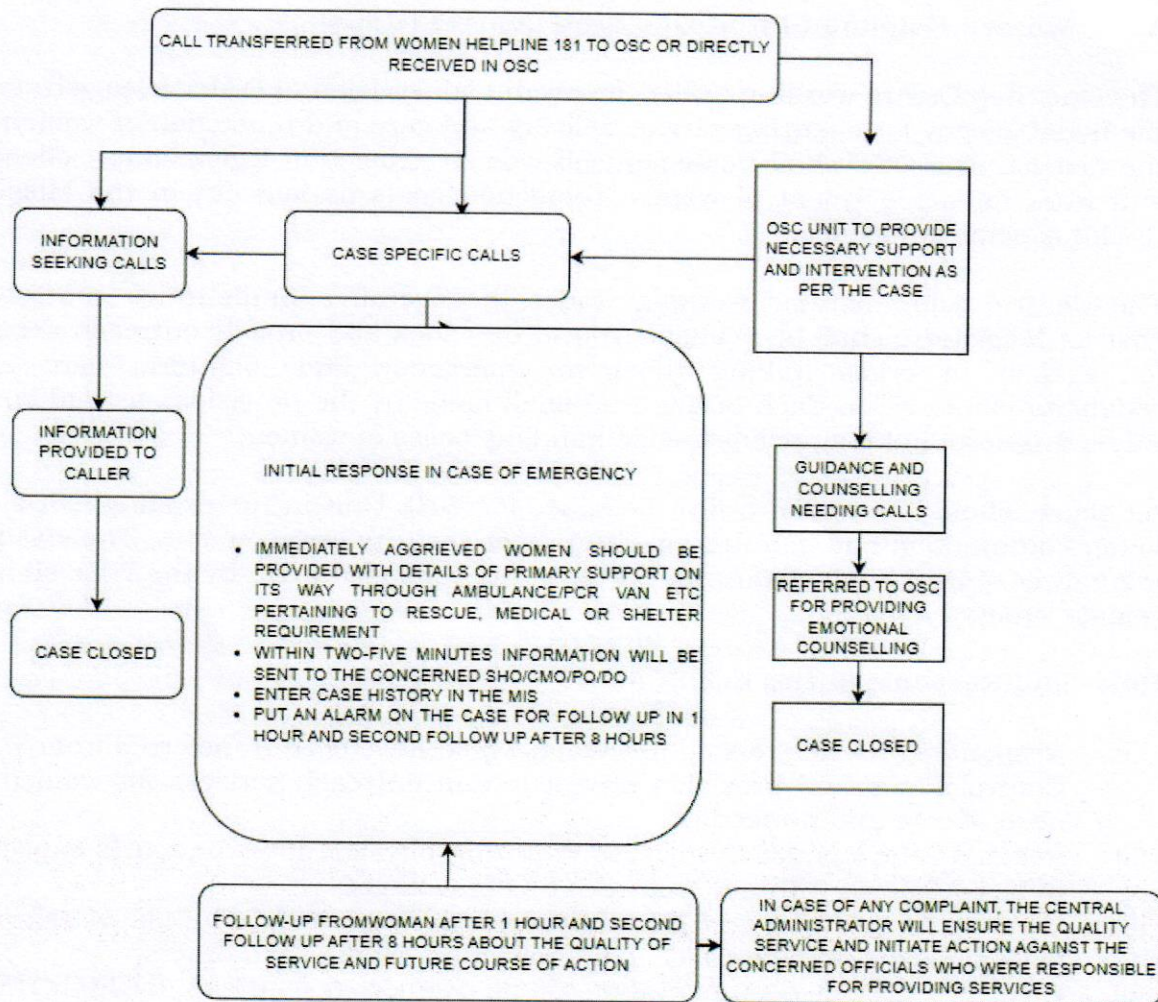 CALL TRANSFERRED FROM WOMEN HELPLINE 181 TO OSC OR DIRECTLY
RECEIVED IN OSC
INFORMATION
SEEKING CALLS
CASE SPECIFIC CALLS
OSC UNIT TO PROVIDE
NECESSARY SUPPORT
AND INTERVENTION AS
PER THE CASE
INFORMATION
PROVIDED TO
CALLER
CASE CLOSED
INITIAL RESPONSE IN CASE OF EMERGENCY
• IMMEDIATELY AGGRIEVED WOMEN SHOULD BE
PROVIDED WITH DETAILS OF PRIMARY SUPPORT ON
ITS WAY THROUGH AMBULANCE/PCR VAN ETC
PERTAINING TO RESCUE, MEDICAL OR SHELTER
REQUIREMENT
• WITHIN TWO-FIVE MINUTES INFORMATION WILL BE
SENT TO THE CONCERNED SHO/CMO/PO/DO
• ENTER CASE HISTORY IN THE MIS
• PUT AN ALARM ON THE CASE FOR FOLLOW UP IN 1
HOUR AND SECOND FOLLOW UP AFTER 8 HOURS
GUIDANCE AND
COUNSELLING
NEEDING CALLS
REFERRED TO OSC
FOR PROVIDING
EMOTIONAL
COUNSELLING
CASE CLOSED
FOLLOW-UP FROMWOMAN AFTER 1 HOUR AND SECOND
FOLLOW UP AFTER 8 HOURS ABOUT THE QUALITY OF
SERVICE AND FUTURE COURSE OF ACTION
IN CASE OF ANY COMPLAINT, THE CENTRAL
ADMINISTRATOR WILL ENSURE THE QUALITY
SERVICE AND INITIATE ACTION AGAINST THE
CONCERNED OFFICIALS WHO WERE RESPONSIBLE
FOR PROVIDING SERVICES